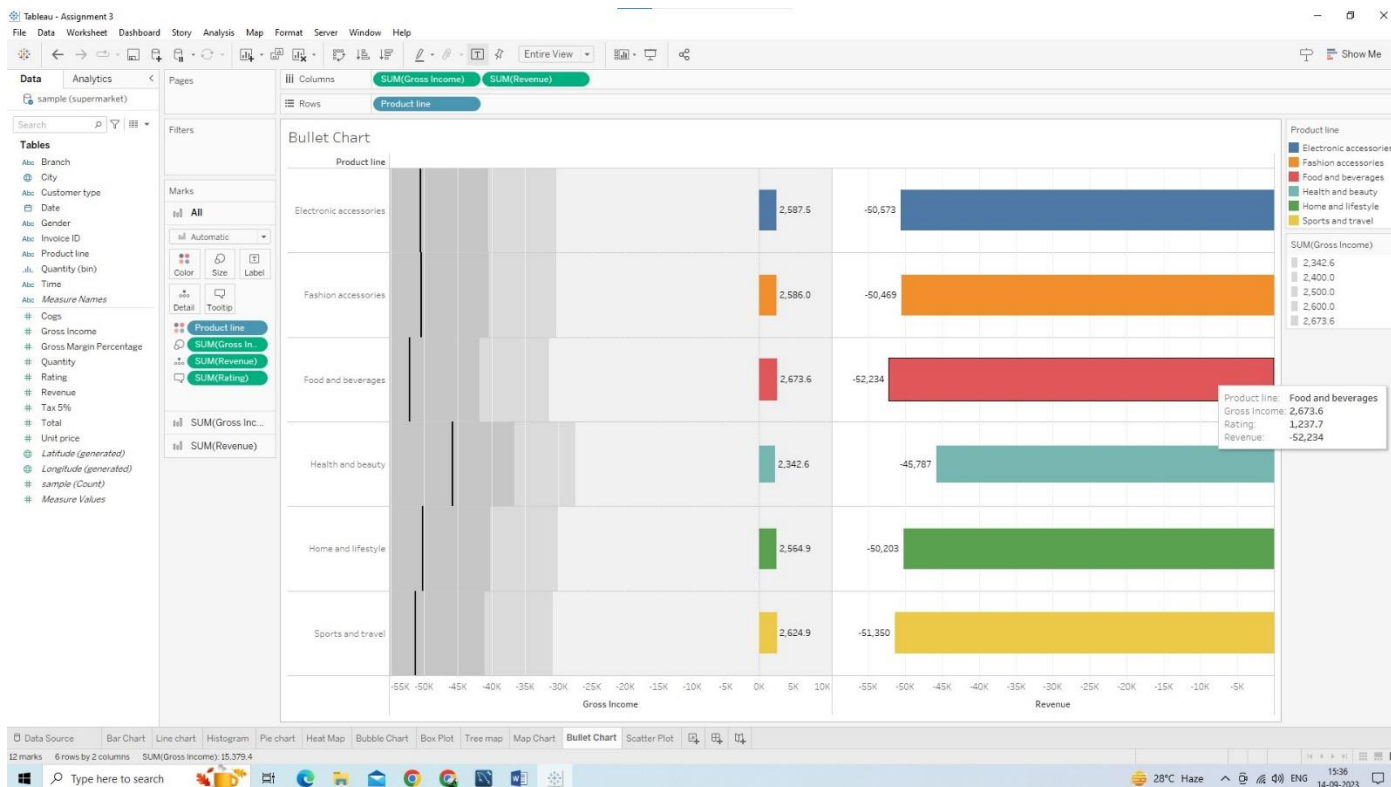 Tableau - Assignment 3
File Data Worksheet Dashboard Story Analysis Map Format Server Window Help
Entire View
Show Me
Data Analytics
sample (supermarket)
Search
Tables
Abc Branch
City
Abc Customer type
Date
Abc Gender
Abc Invoice ID
Abc Product line
Quantity (bin)
Abc Time
Abc Measure Names
# Cogs
# Gross Income
# Gross Margin Percentage
# Quantity
# Rating
# Revenue
# Tax 5%
# Total
# Unit price
Latitude (generated)
Longitude (generated)
# sample (Count)
# Measure Values
Pages
Filters
Marks
All
Automatic
Color Size Label
Detail Tooltip
Product line
SUM(Gross In..
SUM(Revenue)
SUM(Rating)
SUM(Gross Inc...
SUM(Revenue)
Columns SUM(Gross Income) SUM(Revenue)
Rows Product line
Bullet Chart
Product line
Electronic accessories 2,587.5 -50,573
Fashion accessories 2,586.0 -50,469
Food and beverages 2,673.6 -52,234
Health and beauty 2,342.6 -45,787
Home and lifestyle 2,564.9 -50,203
Sports and travel 2,624.9 -51,350
-55K -50K -45K -40K -35K -30K -25K -20K -15K -10K -5K 0K 5K 10K
Gross Income
-55K -50K -45K -40K -35K -30K -25K -20K -15K -10K -5K
Revenue
Product line: Food and beverages
Gross Income: 2,673.6
Rating: 1,237.7
Revenue: -52,234
Product line
Electronic accessories
Fashion accessories
Food and beverages
Health and beauty
Home and lifestyle
Sports and travel
SUM(Gross Income)
2,342.6
2,400.0
2,500.0
2,600.0
2,673.6
Data Source Bar Chart Line chart Histogram Pie chart Heat Map Bubble Chart Box Plot Tree map Map Chart Bullet Chart Scatter Plot
12 marks 6 rows by 2 columns SUM(Gross Income): 15,379.4
Type here to search
28°C Haze ENG 15:36
14-09-2023